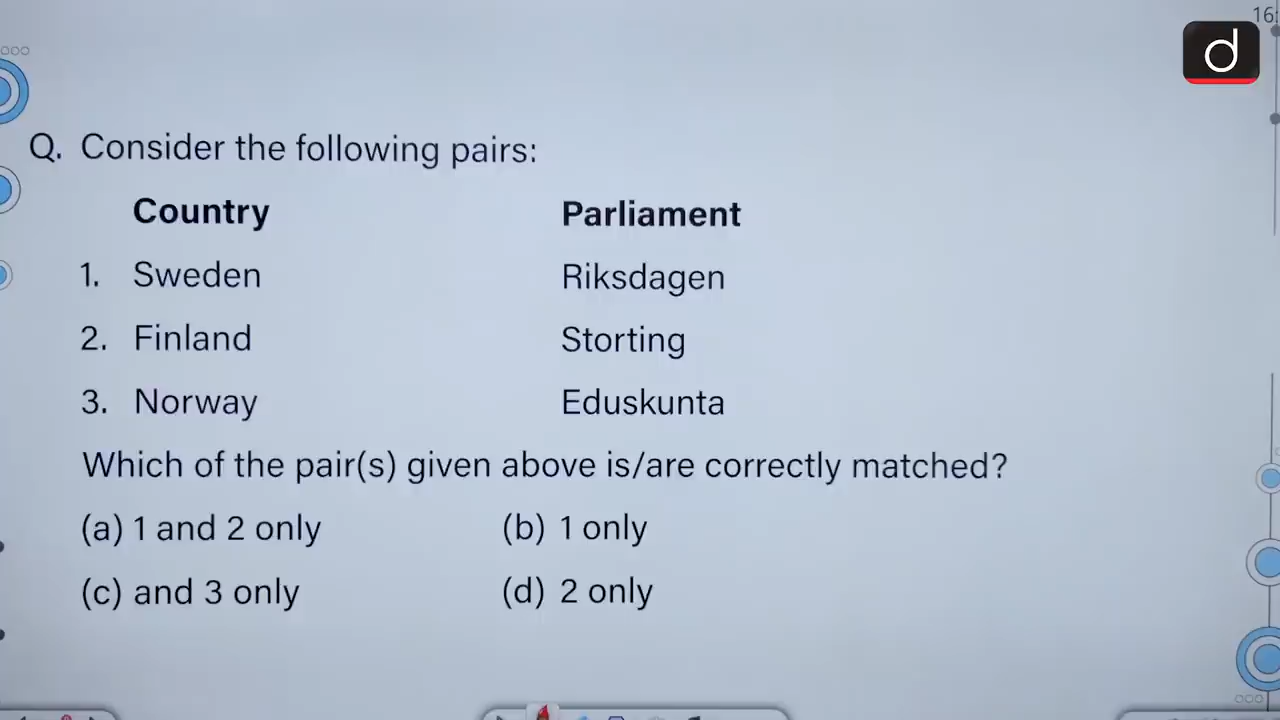 16:
d
Q. Consider the following pairs:
Country Parliament
1. Sweden Riksdagen
2. Finland Storting
3. Norway Eduskunta
Which of the pair(s) given above is/are correctly matched?
(a) 1 and 2 only (b) 1 only
(c) and 3 only (d) 2 only